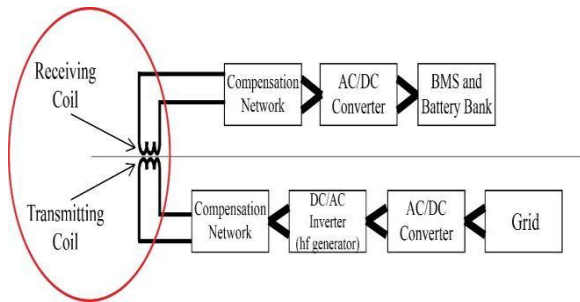 Receiving
Coil
Compensation
Network
AC/DC
Converter
BMS and
Battery Bank
Transmitting
Coil
Compensation
Network
DC/AC
Inverter
(hf generator)
AC/DC
Converter
Grid